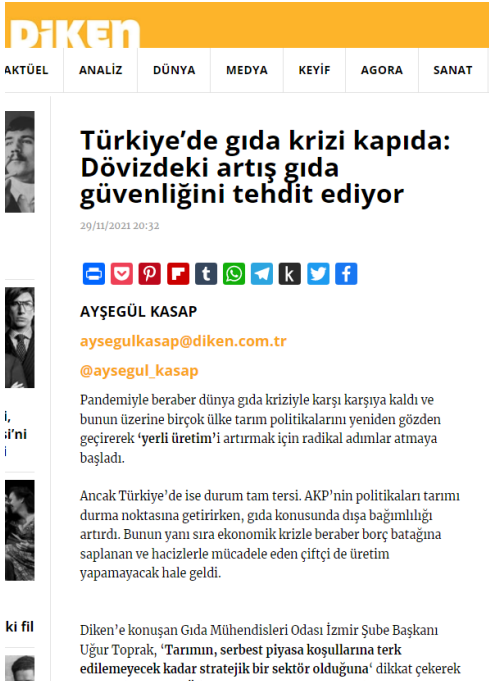 DiKEN
AKTÜEL
ANALİZ
DÜNYA
MEDYA
KEYİF
AGORA
SANAT
Türkiye’de gıda krizi kapıda:
Dövizdeki artış gıda
güvenliğini tehdit ediyor
29/11/2021 20:32
AYŞEGÜL KASAP
aysegulkasap@diken.com.tr
@aysegul_kasap
Pandemiyle beraber dünya gıda kriziyle karşı karşıya kaldı ve
bunun üzerine birçok ülke tarım politikalarını yeniden gözden
geçirerek ‘yerli üretim’i artırmak için radikal adımlar atmaya
başladı.
Ancak Türkiye’de ise durum tam tersi. AKP’nin politikaları tarımı
durma noktasına getirirken, gıda konusunda dışa bağımlılığı
artırdı. Bunun yanı sıra ekonomik krizle beraber borç batağına
saplanan ve hacizlerle mücadele eden çiftçi de üretim
yapamayacak hale geldi.
Diken’e konuşan Gıda Mühendisleri Odası İzmir Şube Başkanı
Uğur Toprak, ‘Tarımın, serbest piyasa koşullarına terk
edilemeyecek kadar stratejik bir sektör olduğuna‘ dikkat çekerek
i,
si’ni
i
ki fil